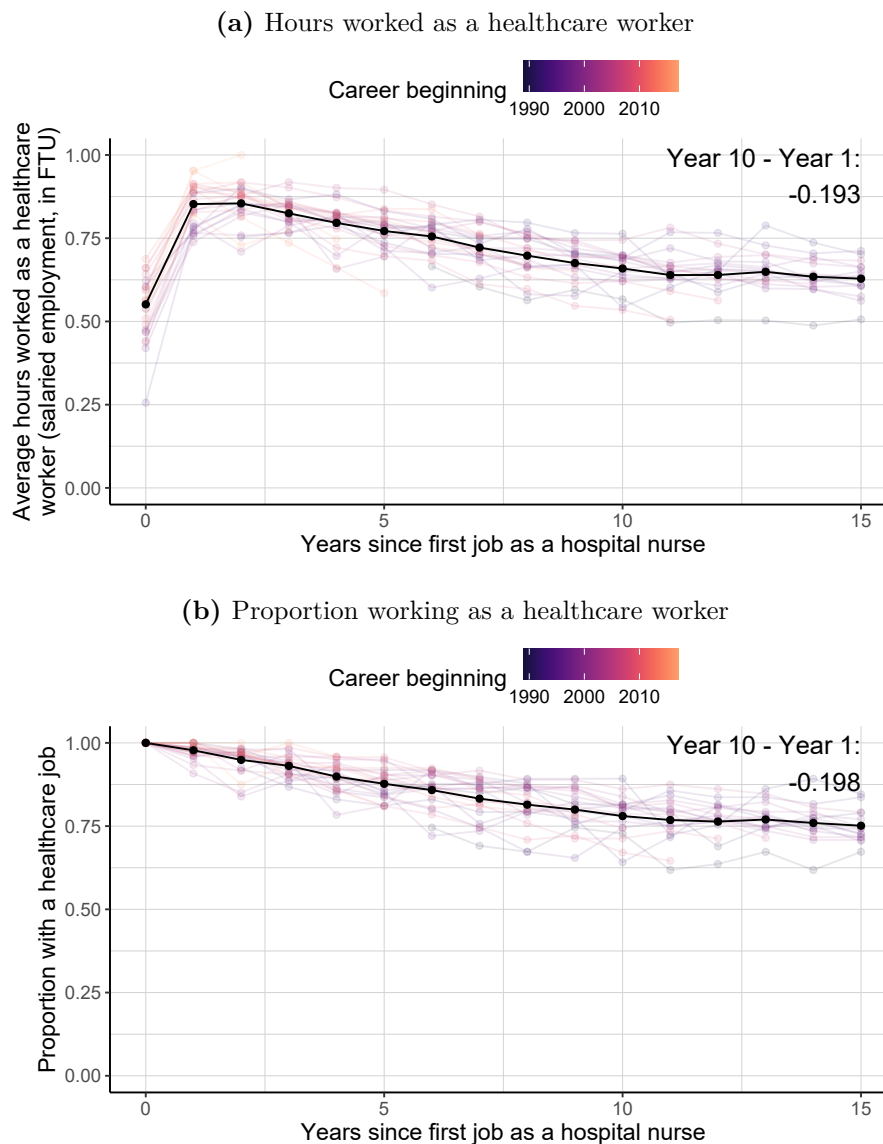 (a) Hours worked as a healthcare worker
Career beginning
1990 2000 2010
Year 10 - Year 1:
-0.193
Average hours worked as a healthcare
worker (salaried employment, in FTU)
1.00
0.75
0.50
0.25
0.00
0 5 10 15
Years since first job as a hospital nurse
(b) Proportion working as a healthcare worker
Career beginning
1990 2000 2010
Year 10 - Year 1:
-0.198
Proportion with a healthcare job
1.00
0.75
0.50
0.25
0.00
0 5 10 15
Years since first job as a hospital nurse